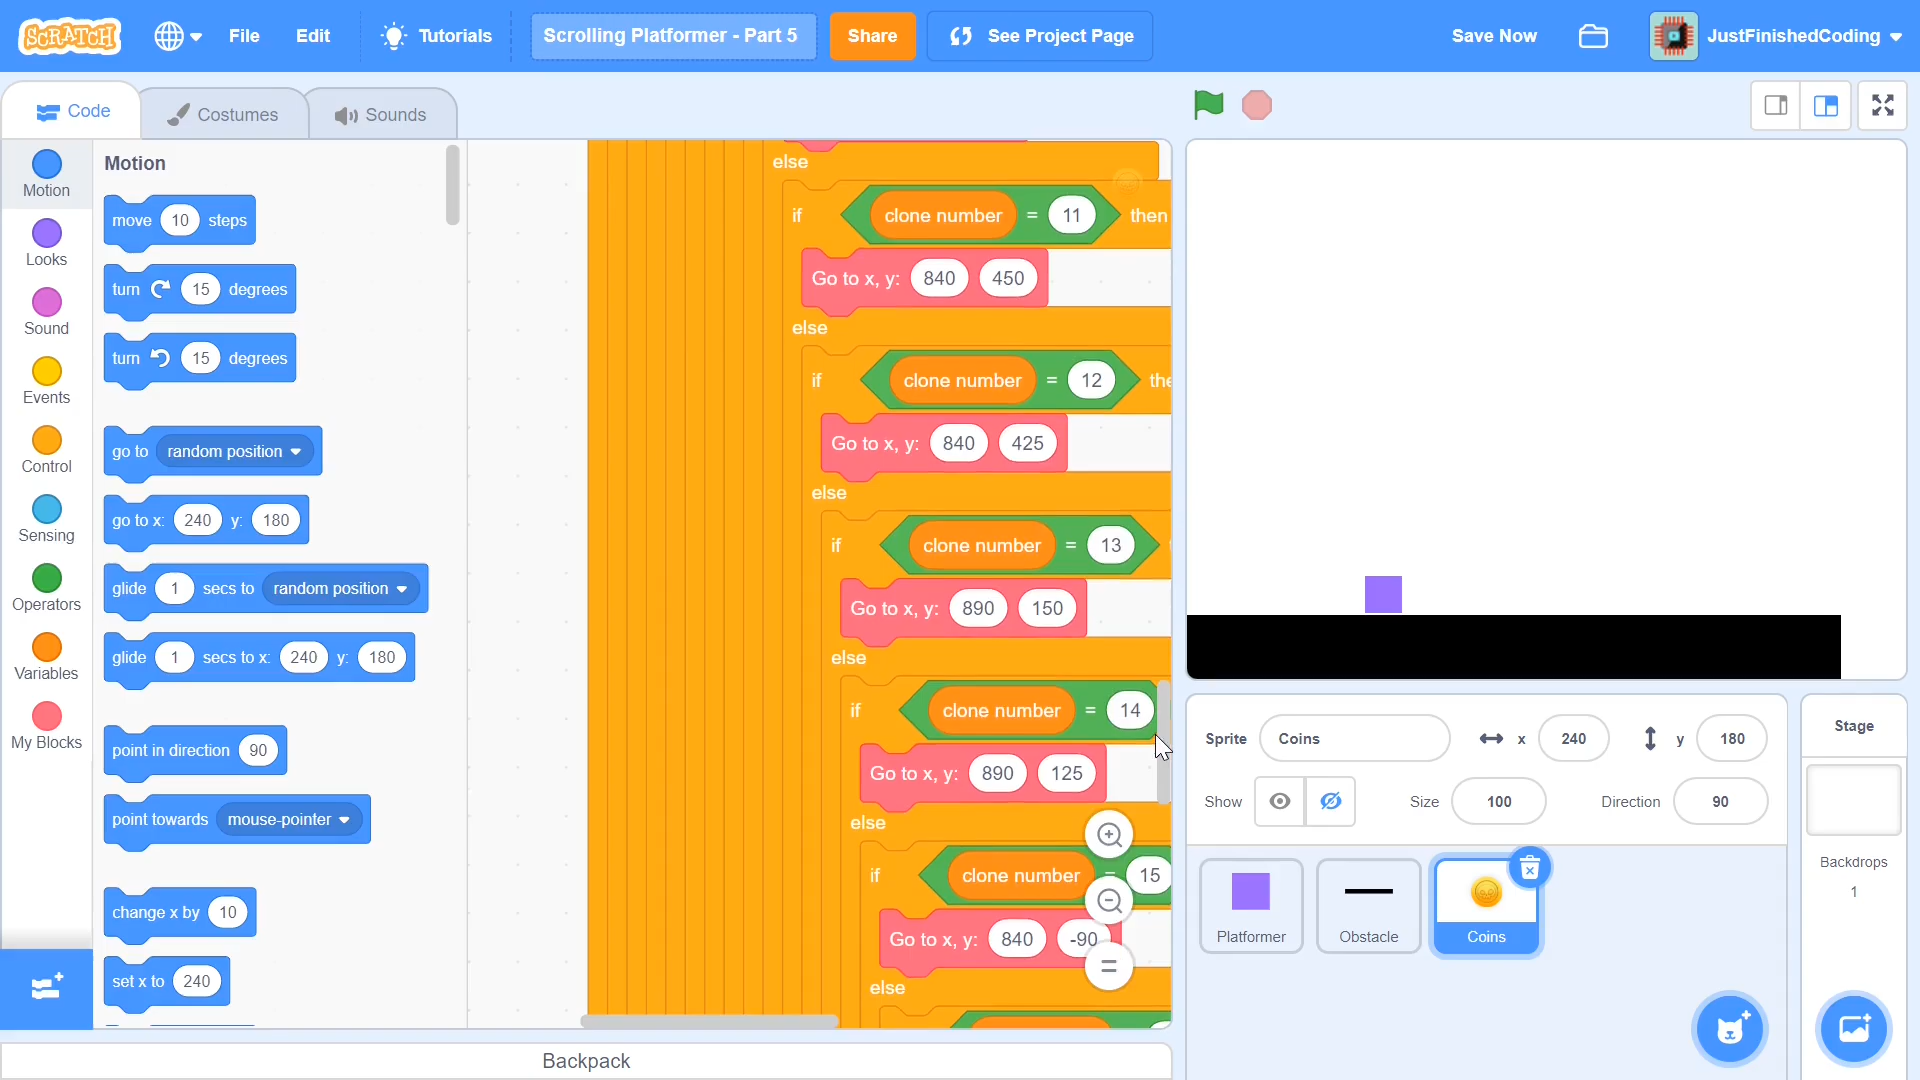 SCRATCH File Edit Tutorials Scrolling Platformer - Part 5 Share See Project Page Save Now JustFinishedCoding
Code Costumes Sounds
Motion
Looks
Sound
Events
Control
Sensing
Operators
Variables
My Blocks
Motion
move 10 steps
turn 15 degrees
turn 15 degrees
go to random position
go to x: 240 y: 180
glide 1 secs to random position
glide 1 secs to x: 240 y: 180
point in direction 90
point towards mouse-pointer
change x by 10
set x to 240
else
if clone number = 11 then
Go to x, y: 840 450
else
if clone number = 12
Go to x, y: 840 425
else
if clone number = 13
Go to x, y: 890 150
else
if clone number = 14
Go to x, y: 890 125
else
if clone number = 15
Go to x, y: 840 -90
else
Backpack
Sprite Coins x 240 y 180
Show Size 100 Direction 90
Platformer
Obstacle
Coins
Stage
Backdrops
1